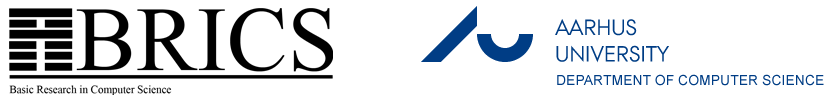 BRICS
Basic Research in Computer Science
AARHUS
UNIVERSITY
DEPARTMENT OF COMPUTER SCIENCE